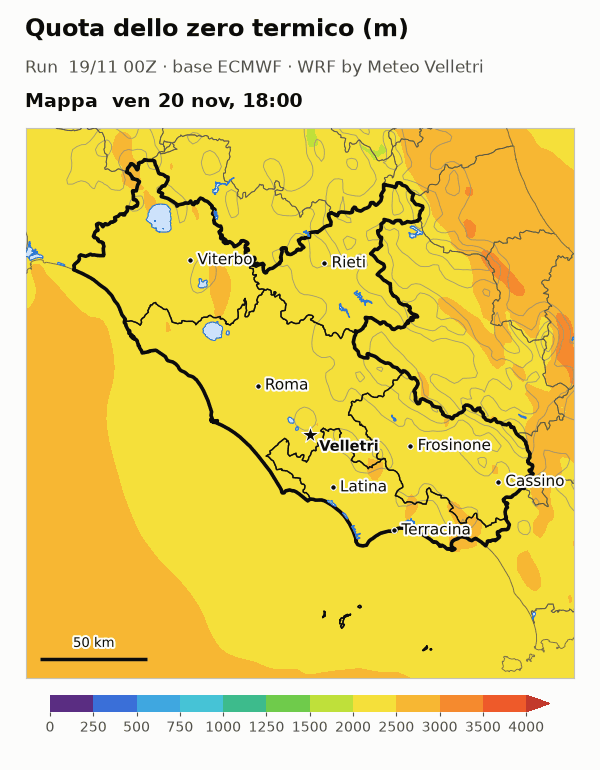 Quota dello zero termico (m)
Run 19/11 00Z · base ECMWF · WRF by Meteo Velletri
Mappa ven 20 nov, 18:00
Viterbo
Rieti
Roma
Velletri
Frosinone
Cassino
Latina
Terracina
50 km
0 250 500 750 1000 1250 1500 2000 2500 3000 3500 4000